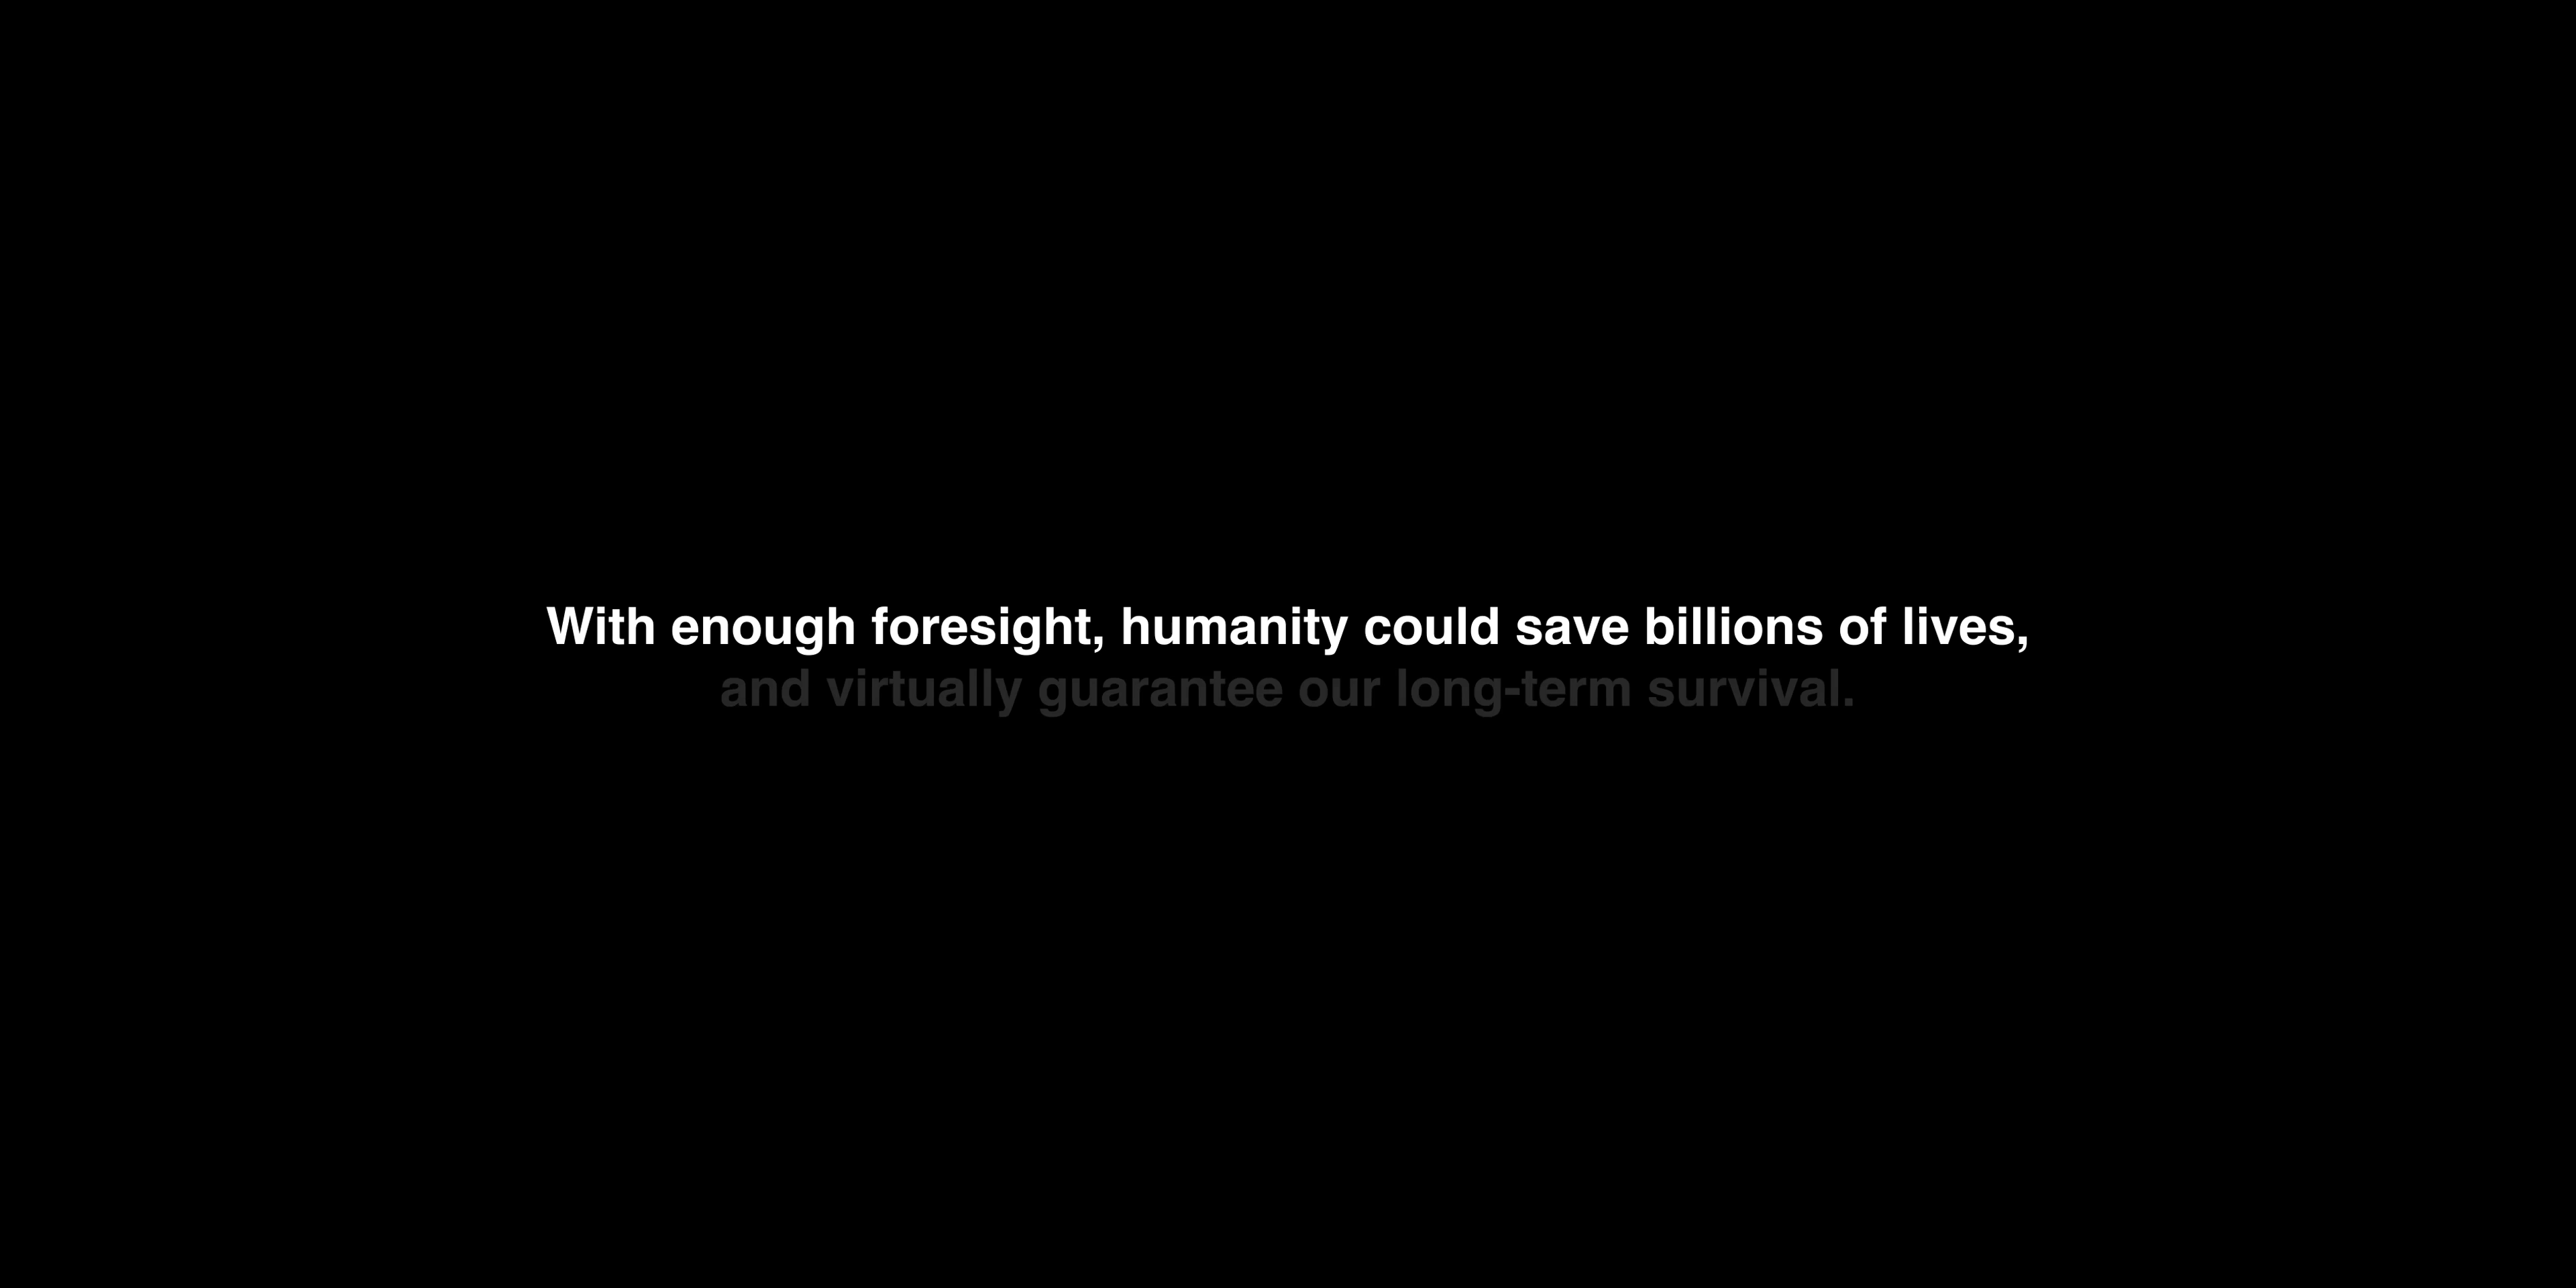 With enough foresight, humanity could save billions of lives,
and virtually guarantee our long-term survival.